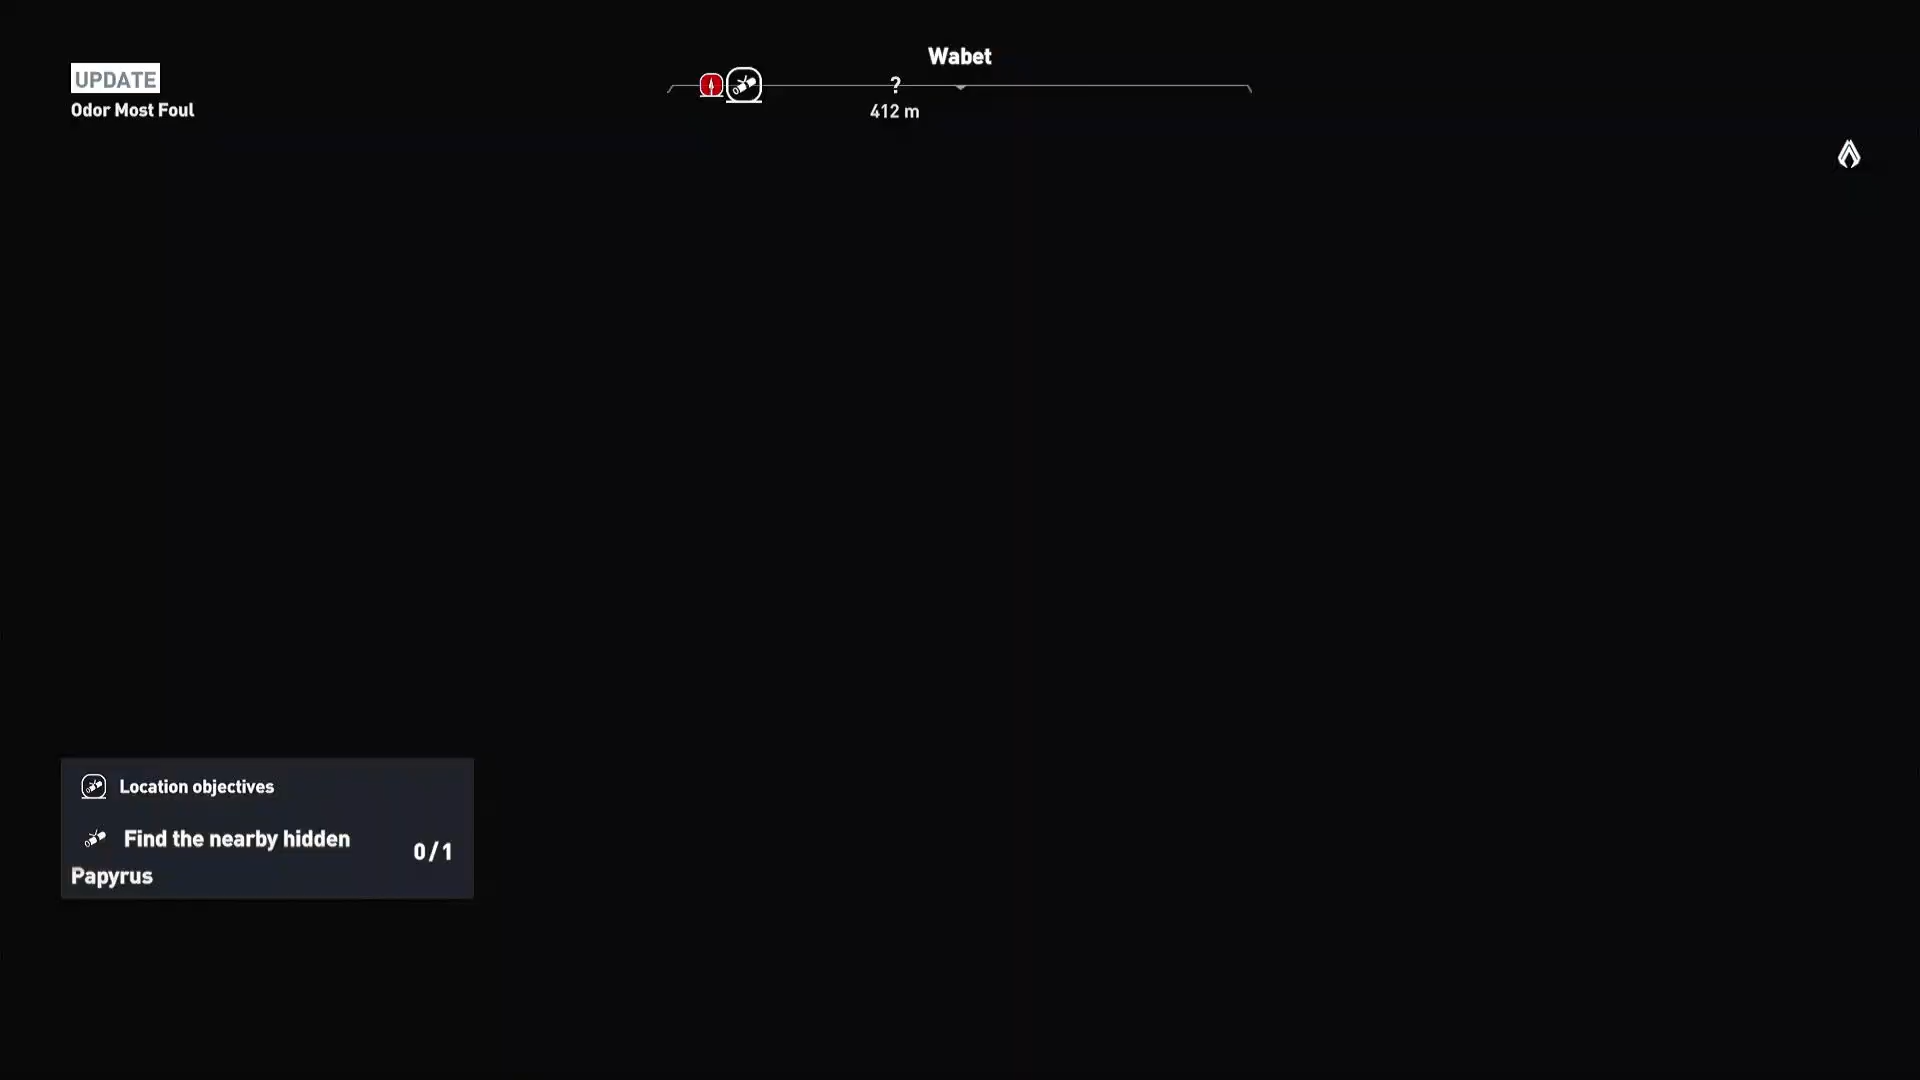 Wabet
UPDATE
Odor Most Foul
?
412 m
Location objectives
Find the nearby hidden
Papyrus
0/1